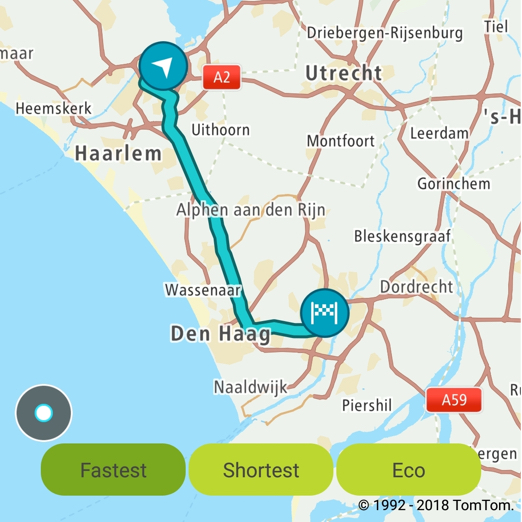 Tiel
Driebergen-Rijsenburg
maar
Utrecht
A2
Heemskerk
's-H
Uithoorn
Leerdam
Montfoort
Haarlem
Gorinchem
Alphen aan den Rijn
Bleskensgraaf
Wassenaar
Dordrecht
Den Haag
Naaldwijk
Piershil
A59
Ru
ergen
Fastest
Shortest
Eco
© 1992 - 2018 TomTom.